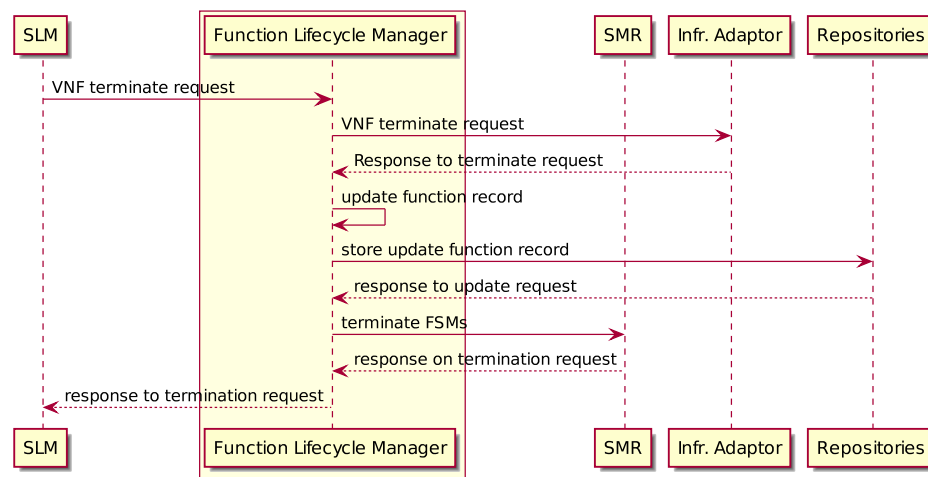 SLM
Function Lifecycle Manager
SMR
Infr. Adaptor
Repositories
VNF terminate request
VNF terminate request
Response to terminate request
update function record
store update function record
response to update request
terminate FSMs
response on termination request
response to termination request
SLM
Function Lifecycle Manager
SMR
Infr. Adaptor
Repositories